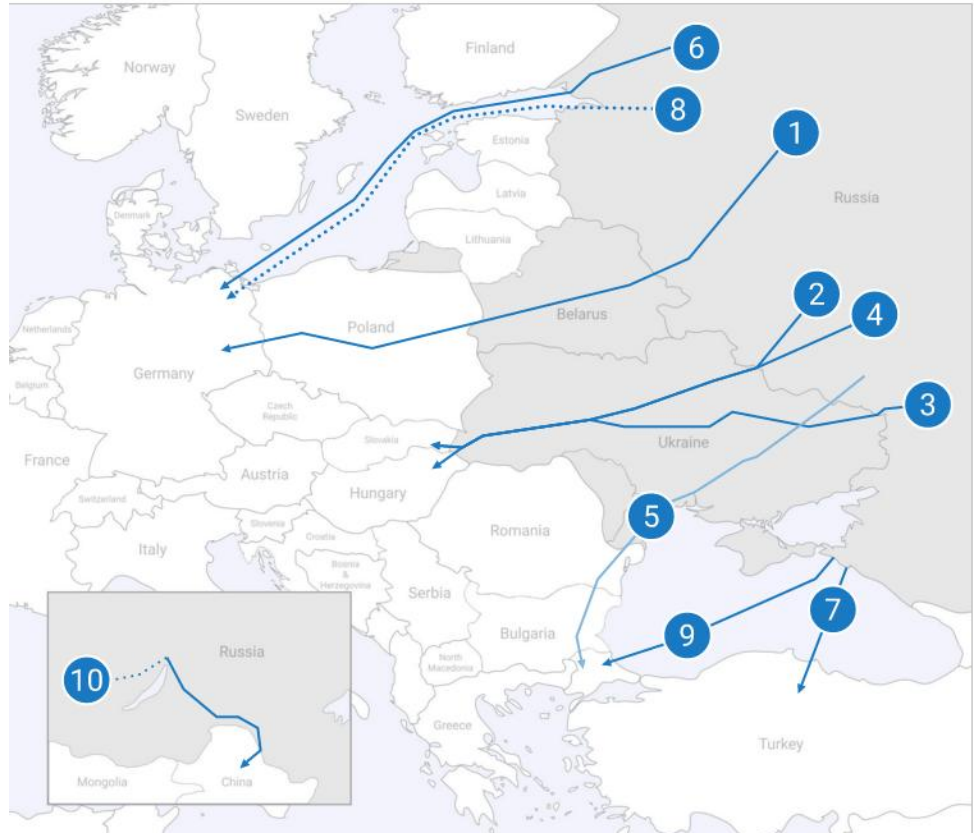 Finland
6
Norway
8
Sweden
1
Estonia
Russia
Latvia
Denmark
Lithuania
2
4
Belarus
Netherlands
Poland
Germany
Belgium
3
Czech
Republic
Ukraine
Slovakia
France
Austria
Hungary
Switzerland
5
Slovenia
Romania
Croatia
Italy
Bosnia
&
Herzegovina
Serbia
7
Bulgaria
9
Russia
North
Macedonia
10
Greece
Turkey
Mongolia
China